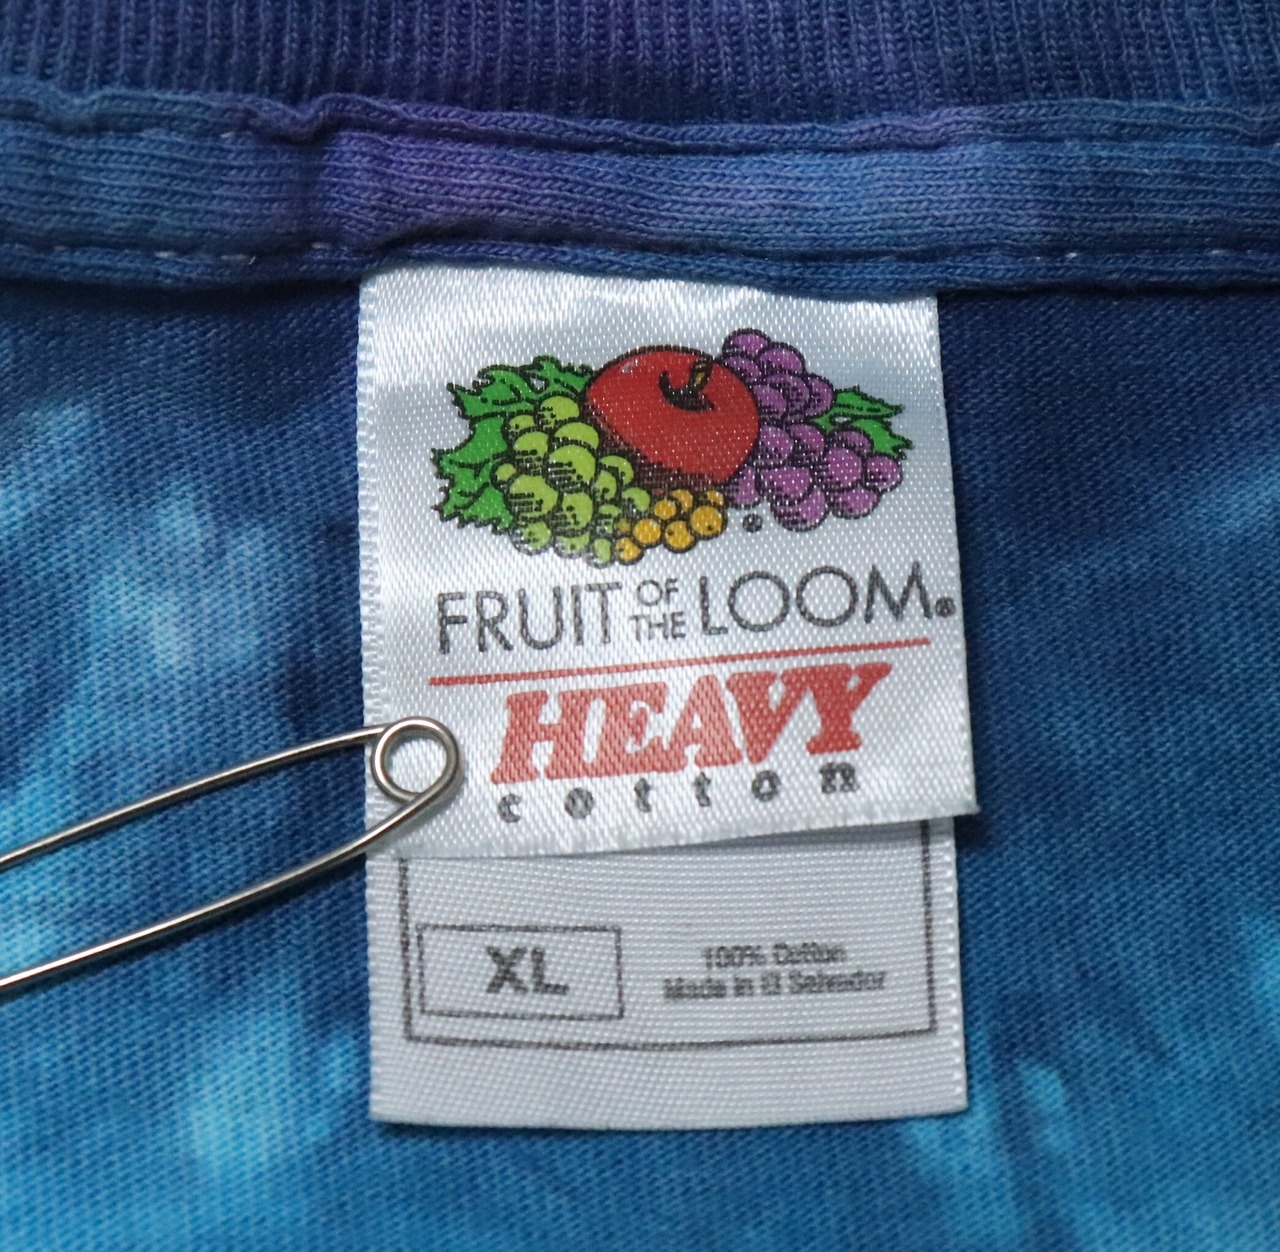 FRUIT OF THE LOOM®
HEAVY
cotton
XL
100% Cotton
Made in El Salvador